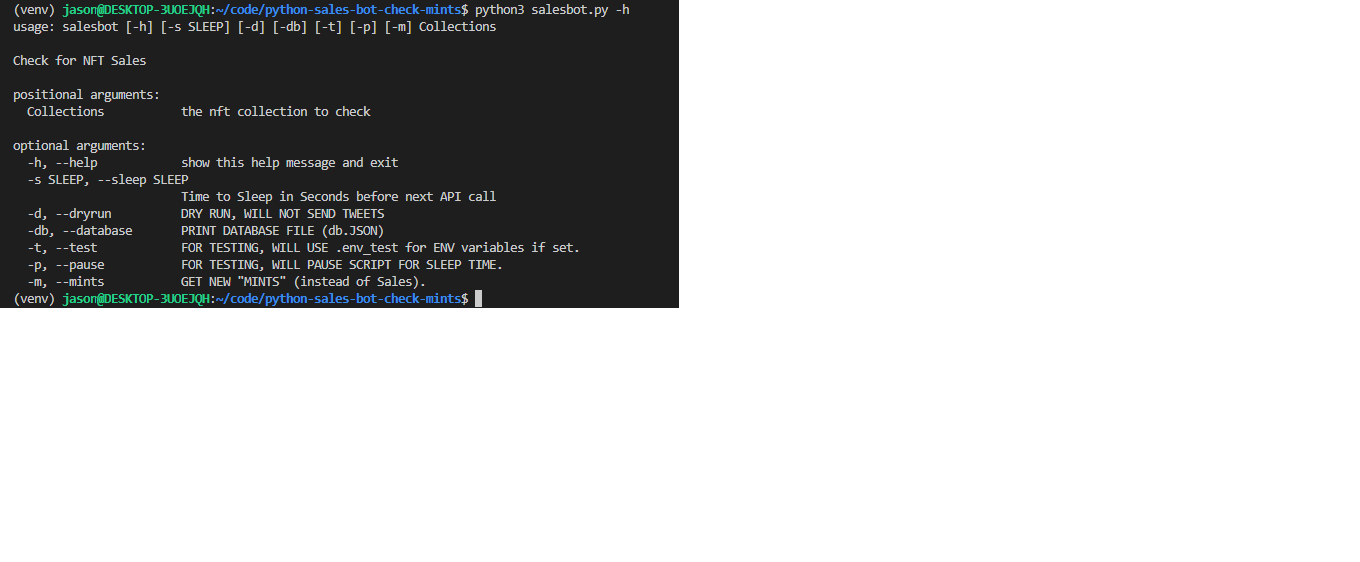 (venv) jason@DESKTOP-3UOEJQH:~/code/python-sales-bot-check-mints$ python3 salesbot.py -h
usage: salesbot [-h] [-s SLEEP] [-d] [-db] [-t] [-p] [-m] Collections

Check for NFT Sales

positional arguments:
  Collections           the nft collection to check

optional arguments:
  -h, --help            show this help message and exit
  -s SLEEP, --sleep SLEEP
                        Time to Sleep in Seconds before next API call
  -d, --dryrun          DRY RUN, WILL NOT SEND TWEETS
  -db, --database       PRINT DATABASE FILE (db.JSON)
  -t, --test            FOR TESTING, WILL USE .env_test for ENV variables if set.
  -p, --pause           FOR TESTING, WILL PAUSE SCRIPT FOR SLEEP TIME.
  -m, --mints           GET NEW "MINTS" (instead of Sales).
(venv) jason@DESKTOP-3UOEJQH:~/code/python-sales-bot-check-mints$